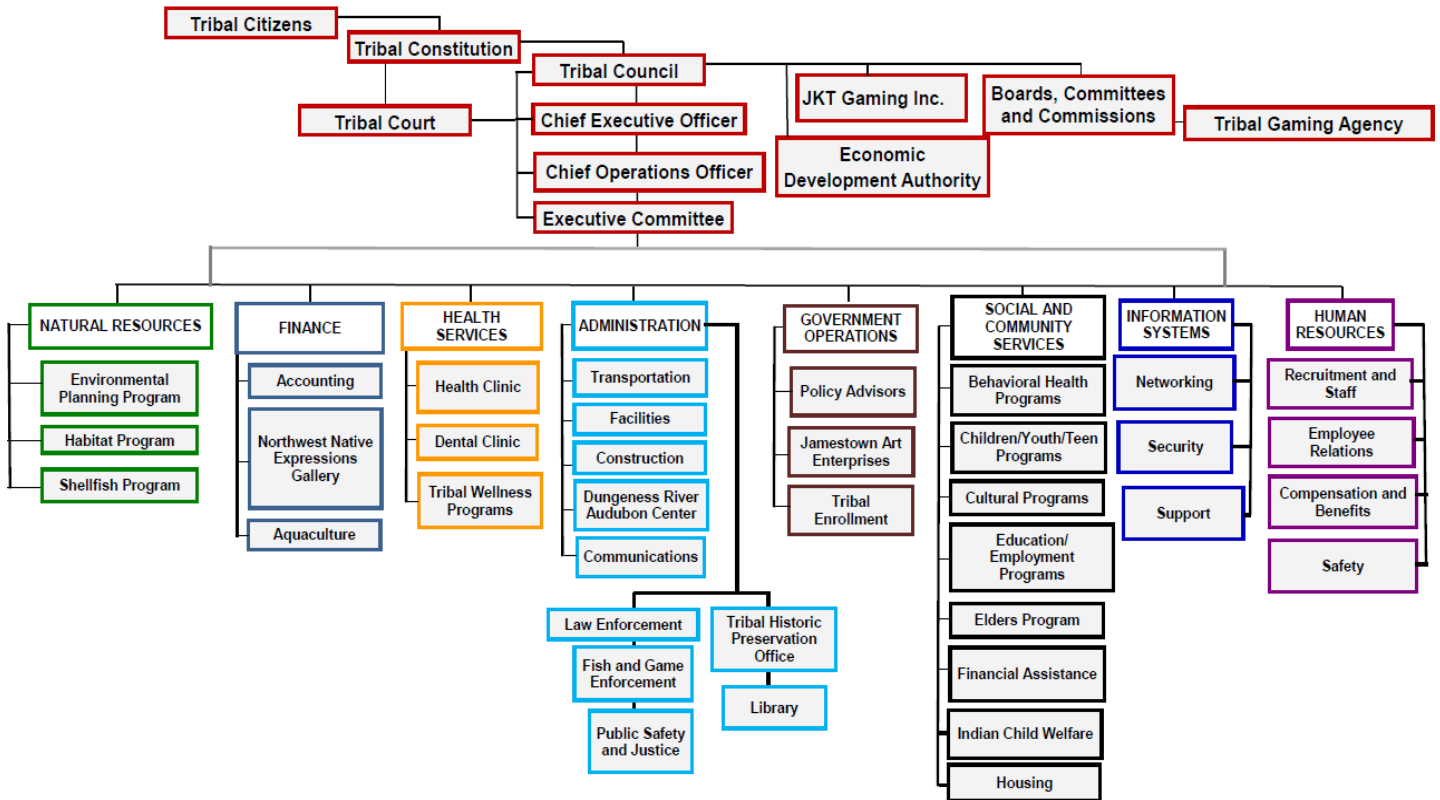 Tribal Citizens
Tribal Constitution
Tribal Council
JKT Gaming Inc.
Boards, Committees
and Commissions
Tribal Court
Chief Executive Officer
Tribal Gaming Agency
Economic
Development Authority
Chief Operations Officer
Executive Committee
NATURAL RESOURCES
Environmental
Planning Program
Habitat Program
Shellfish Program
FINANCE
Accounting
Northwest Native
Expressions
Gallery
Aquaculture
HEALTH
SERVICES
Health Clinic
Dental Clinic
Tribal Wellness
Programs
ADMINISTRATION
Transportation
Facilities
Construction
Dungeness River
Audubon Center
Communications
Law Enforcement
Fish and Game
Enforcement
Public Safety
and Justice
Tribal Historic
Preservation
Office
Library
GOVERNMENT
OPERATIONS
Policy Advisors
Jamestown Art
Enterprises
Tribal
Enrollment
SOCIAL AND
COMMUNITY
SERVICES
Behavioral Health
Programs
Children/Youth/Teen
Programs
Cultural Programs
Education/
Employment
Programs
Elders Program
Financial Assistance
Indian Child Welfare
Housing
INFORMATION
SYSTEMS
Networking
Security
Support
HUMAN
RESOURCES
Recruitment and
Staff
Employee
Relations
Compensation and
Benefits
Safety